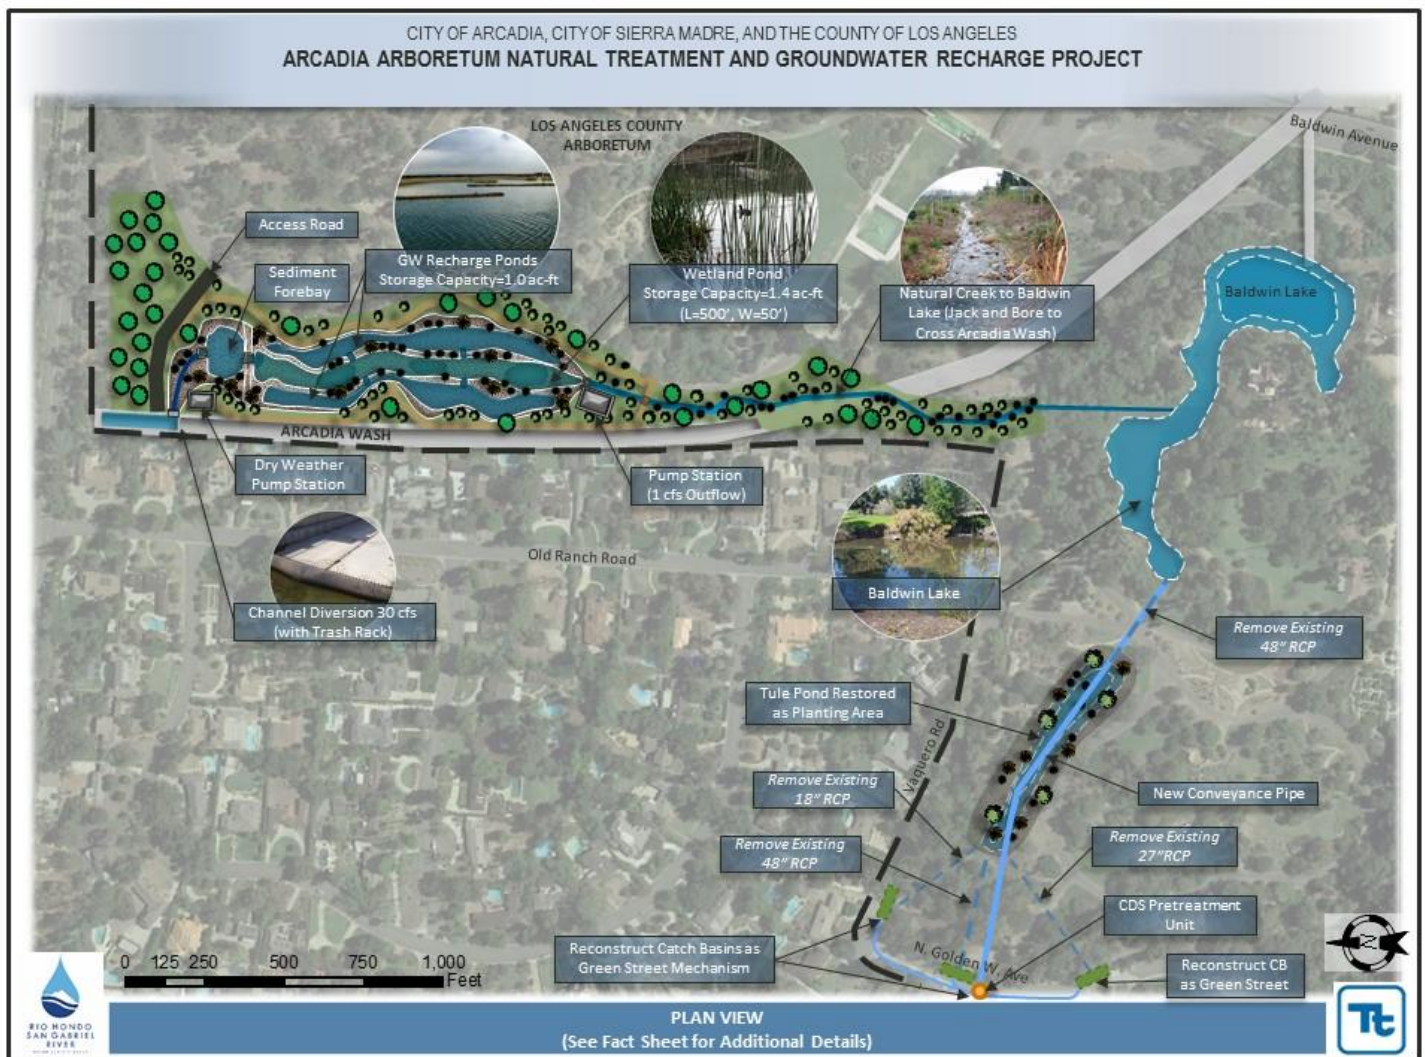 CITY OF ARCADIA, CITY OF SIERRA MADRE, AND THE COUNTY OF LOS ANGELES
ARCADIA ARBORETUM NATURAL TREATMENT AND GROUNDWATER RECHARGE PROJECT
LOS ANGELES COUNTY
ARBORETUM
Baldwin Avenue
Access Road
Sediment
Forebay
GW Recharge Ponds
Storage Capacity=1.0 ac-ft
Wetland Pond
Storage Capacity=1.4 ac-ft
(L=500', W=50')
Natural Creek to Baldwin
Lake (Jack and Bore to
Cross Arcadia Wash)
Baldwin Lake
ARCADIA WASH
Dry Weather
Pump Station
Pump Station
(1 cfs Outflow)
Old Ranch Road
Channel Diversion 30 cfs
(with Trash Rack)
Baldwin Lake
Remove Existing
48" RCP
Tule Pond Restored
as Planting Area
Vaquero Rd
Remove Existing
18" RCP
New Conveyance Pipe
Remove Existing
48" RCP
Remove Existing
27"RCP
CDS Pretreatment
Unit
Reconstruct Catch Basins as
Green Street Mechanism
N. Golden W. Ave
Reconstruct CB
as Green Street
0 125 250 500 750 1,000
Feet
RIO HONDO
SAN GABRIEL
RIVER
PLAN VIEW
(See Fact Sheet for Additional Details)
Tt